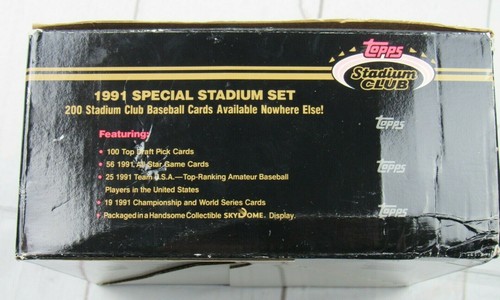 Topps
Stadium
CLUB
1991 SPECIAL STADIUM SET
200 Stadium Club Baseball Cards Available Nowhere Else!
Featuring:
• 100 Top Draft Pick Cards
• 56 1991 All-Star Game Cards
• 25 1991 Team U.S.A.—Top-Ranking Amateur Baseball
Players in the United States
• 19 1991 Championship and World Series Cards
• Packaged in a Handsome Collectible SKYDOME. Display.
Topps
Topps
Topps